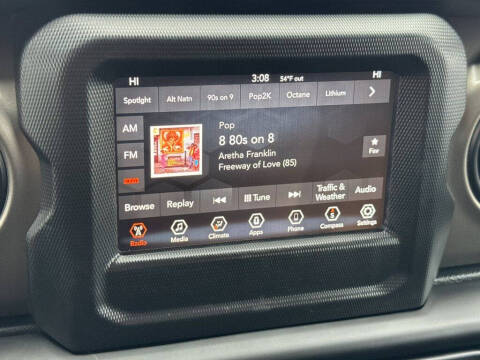 HI 3:08 54°F out HI
Spotlght Alt Natn 90s on 9 Pop2K Octane Lithium
AM
FM
Pop
8 80s on 8
Aretha Franklin
Freeway of Love (85)
Fav
Browse Replay Tune Traffic & Weather Audio
Radio Media Climate Apps Phone Compass Settings